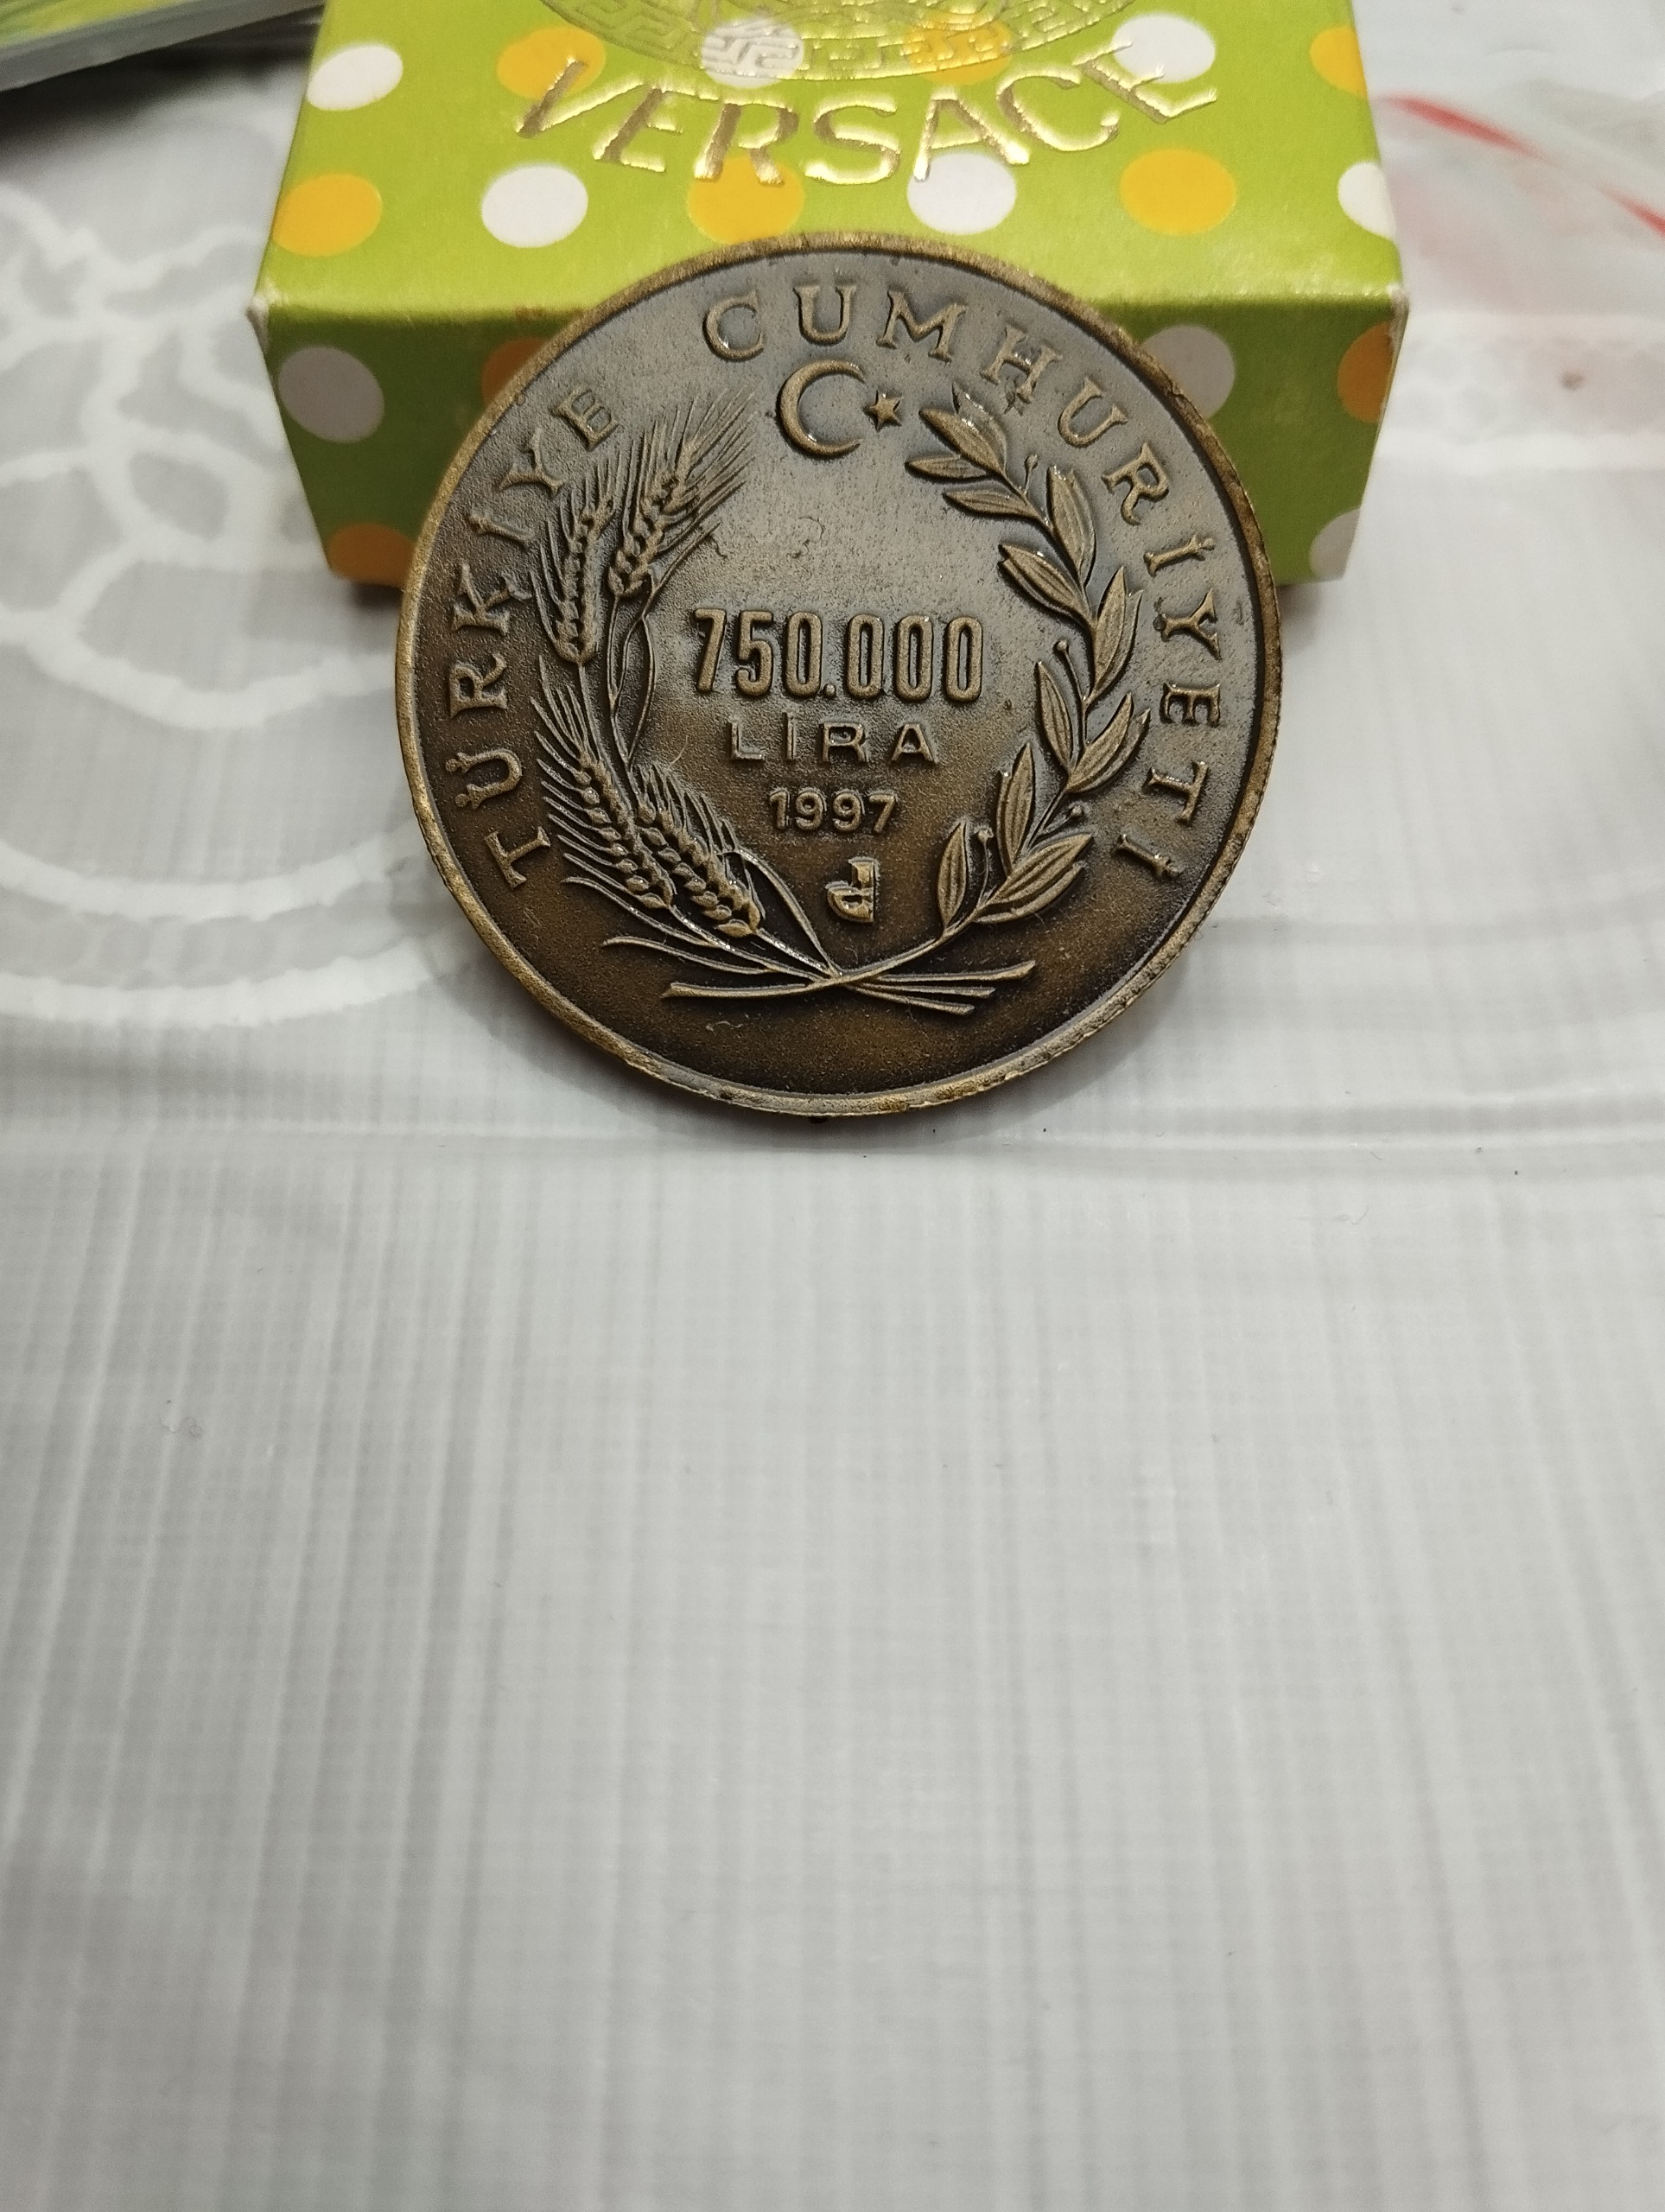 VERSACE
TÜRKİYE CUMHURİYETİ
750.000
LİRA
1997